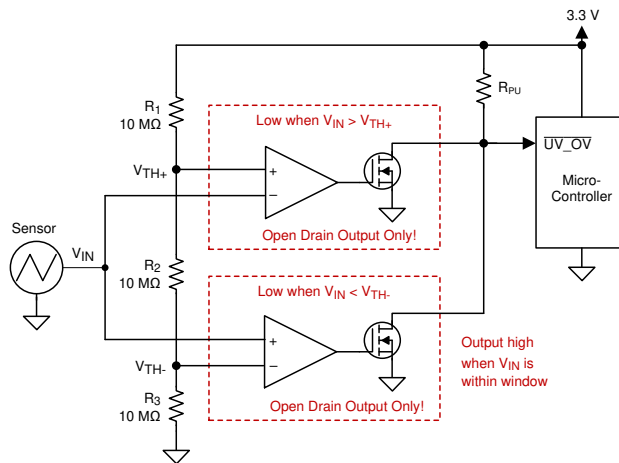 3.3 V
R1
10 MΩ
RPU
Low when VIN > VTH+
UV_OV
VTH+
+
−
Micro-
Controller
Open Drain Output Only!
Sensor
VIN
R2
10 MΩ
Low when VIN < VTH-
+
−
Output high
when VIN is
within window
VTH-
R3
10 MΩ
Open Drain Output Only!